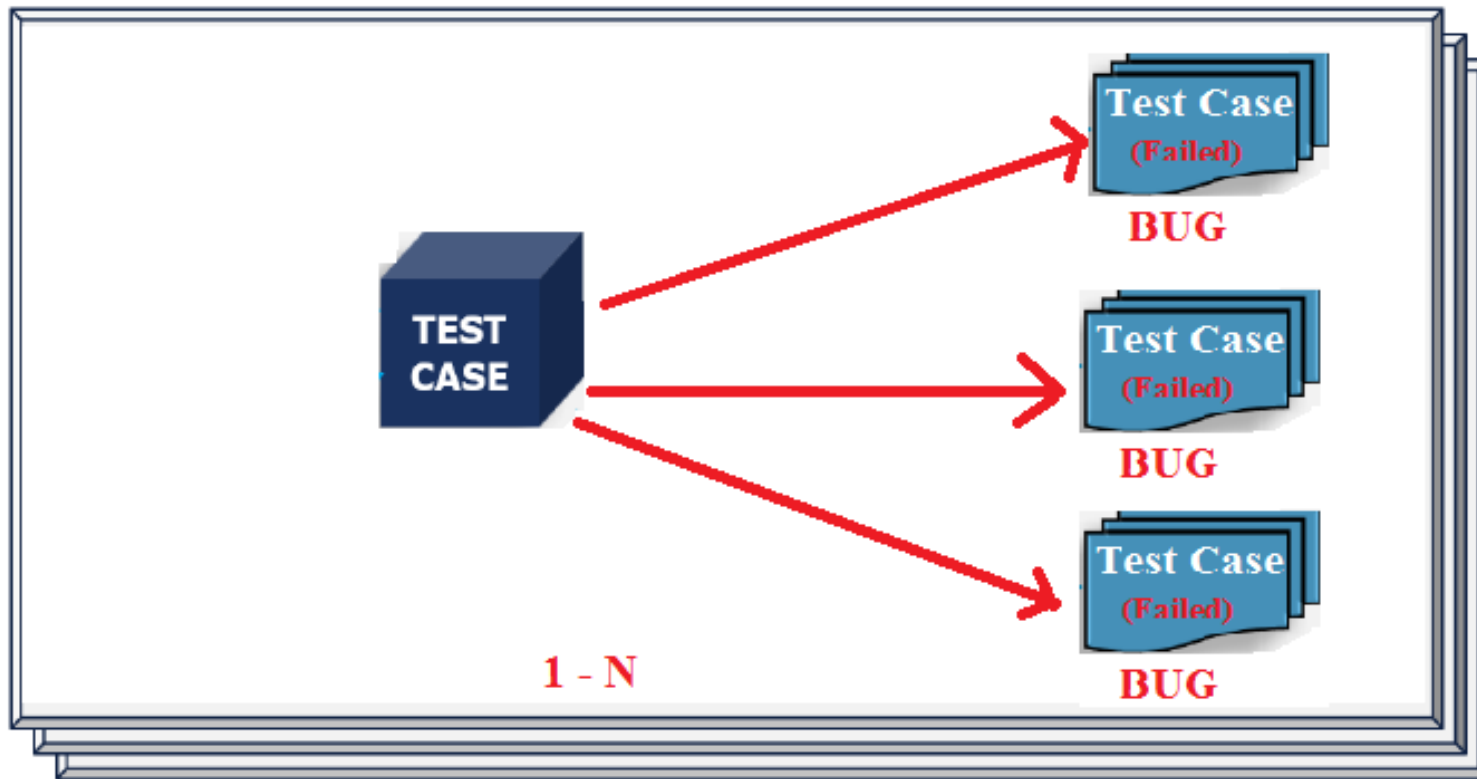 Test Case
(Failed)
BUG
TEST
CASE
Test Case
(Failed)
BUG
Test Case
(Failed)
BUG
1 - N